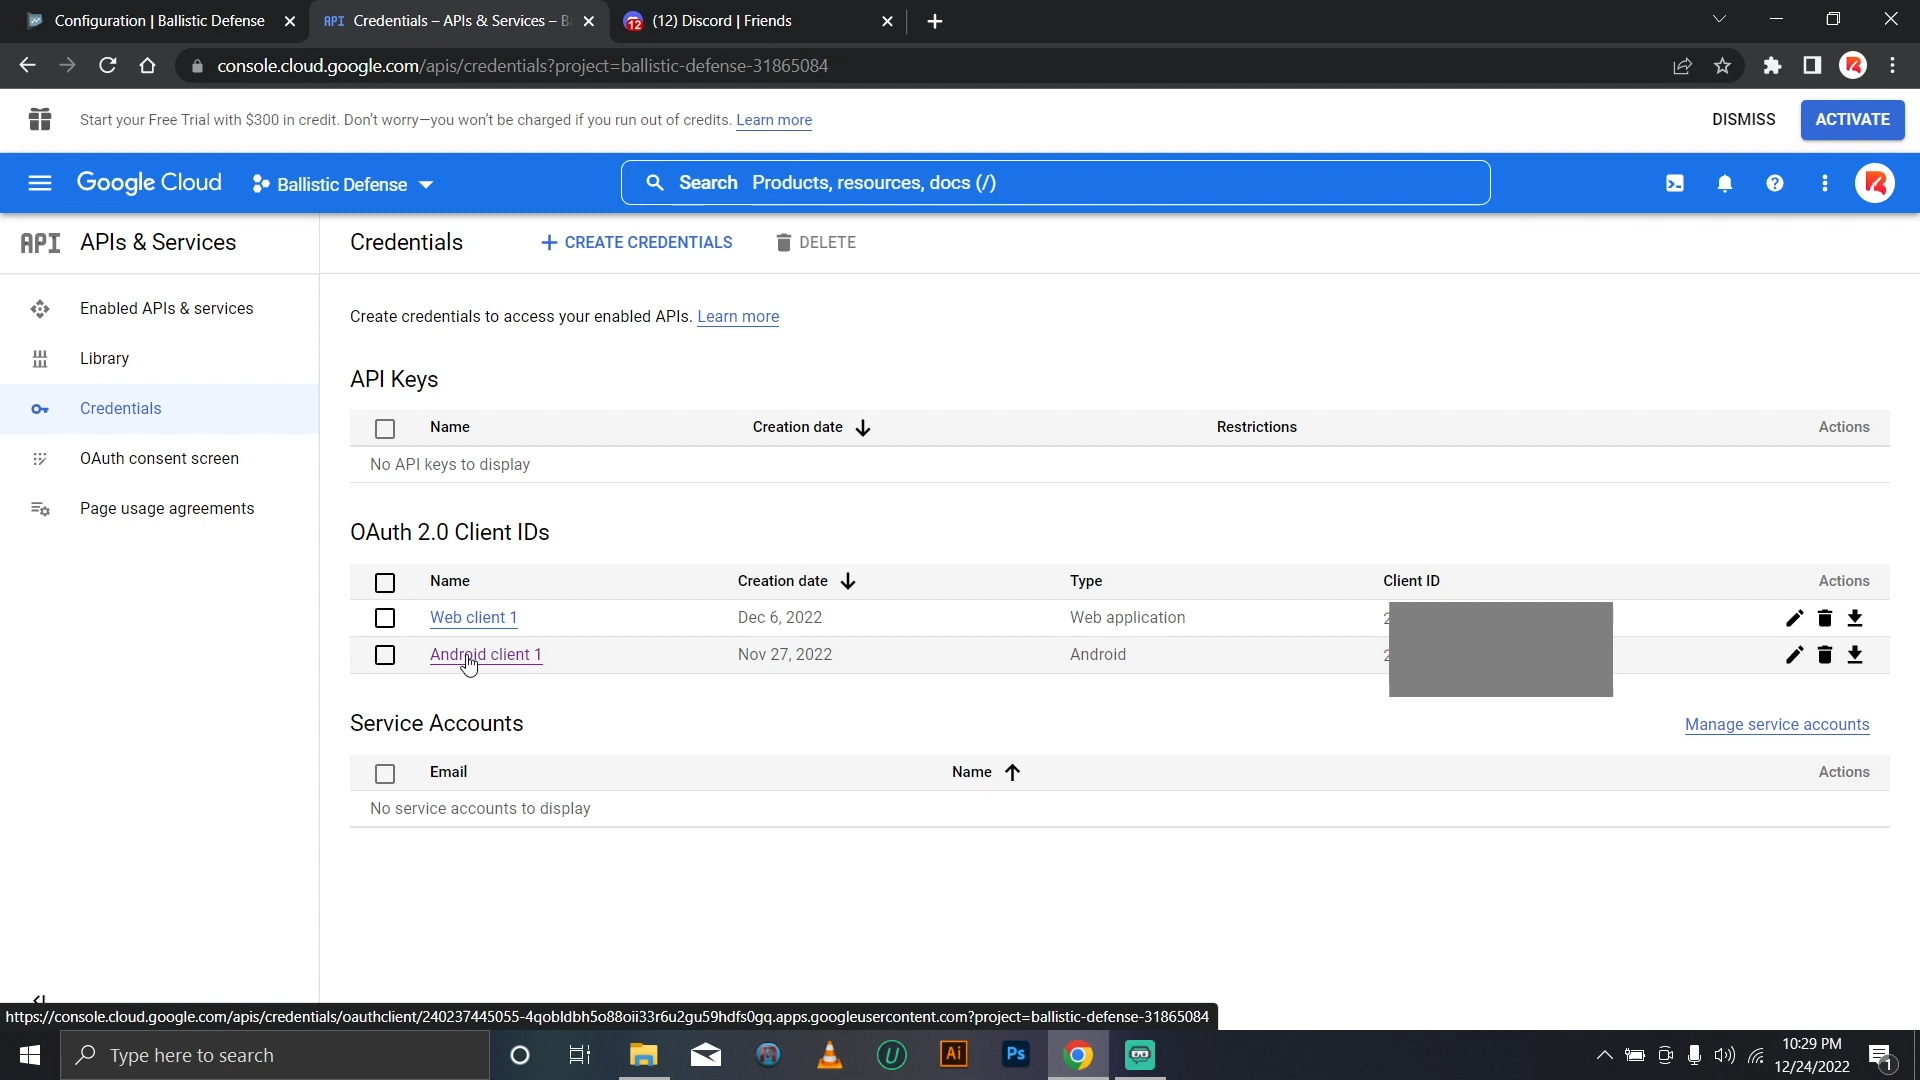 Configuration | Ballistic Defense
API Credentials – APIs & Services – B
12 (12) Discord | Friends
console.cloud.google.com/apis/credentials?project=ballistic-defense-31865084
Start your Free Trial with $300 in credit. Don't worry—you won't be charged if you run out of credits. Learn more
DISMISS
ACTIVATE
Google Cloud
Ballistic Defense
Search Products, resources, docs (/)
API APIs & Services
Credentials
CREATE CREDENTIALS
DELETE
Enabled APIs & services
Library
Credentials
OAuth consent screen
Page usage agreements
Create credentials to access your enabled APIs. Learn more
API Keys
Name Creation date Restrictions Actions
No API keys to display
OAuth 2.0 Client IDs
Name Creation date Type Client ID Actions
Web client 1 Dec 6, 2022 Web application 2
Android client 1 Nov 27, 2022 Android 2
Service Accounts
Manage service accounts
Email Name Actions
No service accounts to display
https://console.cloud.google.com/apis/credentials/oauthclient/240237445055-4qobldbh5o88oii33r6u2gu59hdfs0gq.apps.googleusercontent.com?project=ballistic-defense-31865084
Type here to search
Ai
Ps
10:29 PM
12/24/2022
1